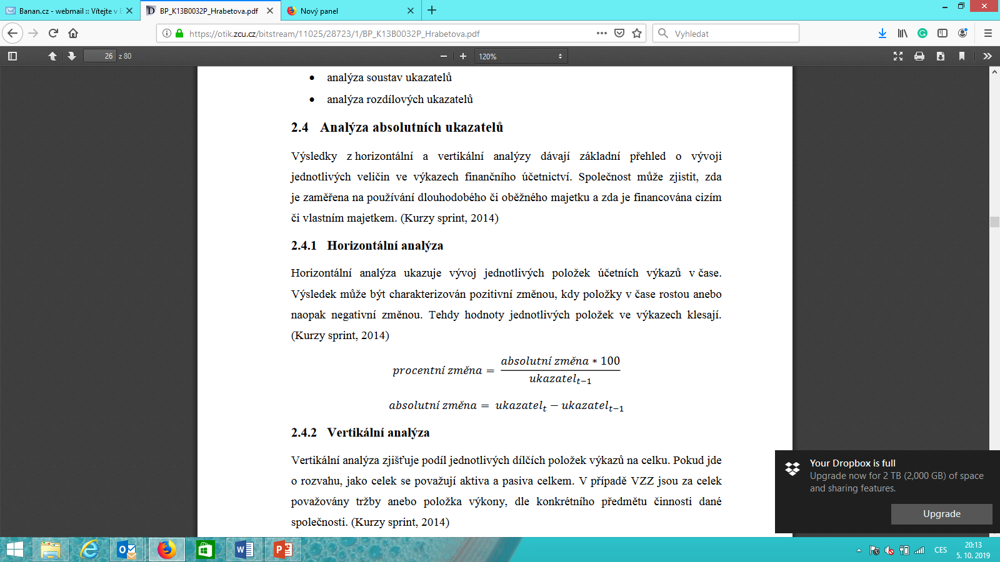 Banan.cz - webmail :: Vítejte v B
BP_K13B0032P_Hrabetova.pdf
Nový panel
https://otik.zcu.cz/bitstream/11025/28723/1/BP_K13B0032P_Hrabetova.pdf
Vyhledat
26 z 80
120%
• analýza soustav ukazatelů
• analýza rozdílových ukazatelů
2.4 Analýza absolutních ukazatelů
Výsledky z horizontální a vertikální analýzy dávají základní přehled o vývoji
jednotlivých veličin ve výkazech finančního účetnictví. Společnost může zjistit, zda
je zaměřena na používání dlouhodobého či oběžného majetku a zda je financována cizím
či vlastním majetkem. (Kurzy sprint, 2014)
2.4.1 Horizontální analýza
Horizontální analýza ukazuje vývoj jednotlivých položek účetních výkazů v čase.
Výsledek může být charakterizován pozitivní změnou, kdy položky v čase rostou anebo
naopak negativní změnou. Tehdy hodnoty jednotlivých položek ve výkazech klesají.
(Kurzy sprint, 2014)
procentní změna = absolutní změna ∗ 100
ukazatel t−1
absolutní změna = ukazatel t − ukazatel t−1
2.4.2 Vertikální analýza
Vertikální analýza zjišťuje podíl jednotlivých dílčích položek výkazů na celku. Pokud jde
o rozvahu, jako celek se považují aktiva a pasiva celkem. V případě VZZ jsou za celek
považovány tržby anebo položka výkony, dle konkrétního předmětu činnosti dané
společnosti. (Kurzy sprint, 2014)
Your Dropbox is full
Upgrade now for 2 TB (2,000 GB) of space
and sharing features.
Upgrade
CES
20:13
5. 10. 2019